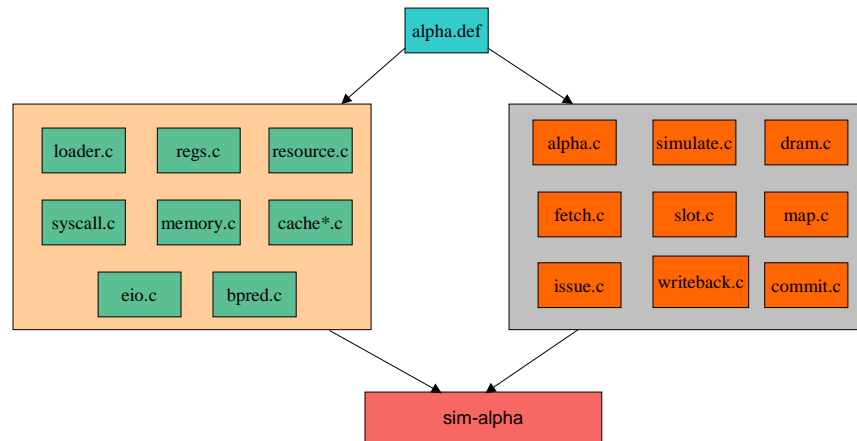 alpha.def
loader.c
regs.c
resource.c
syscall.c
memory.c
cache*.c
eio.c
bpred.c
alpha.c
simulate.c
dram.c
fetch.c
slot.c
map.c
issue.c
writeback.c
commit.c
sim-alpha